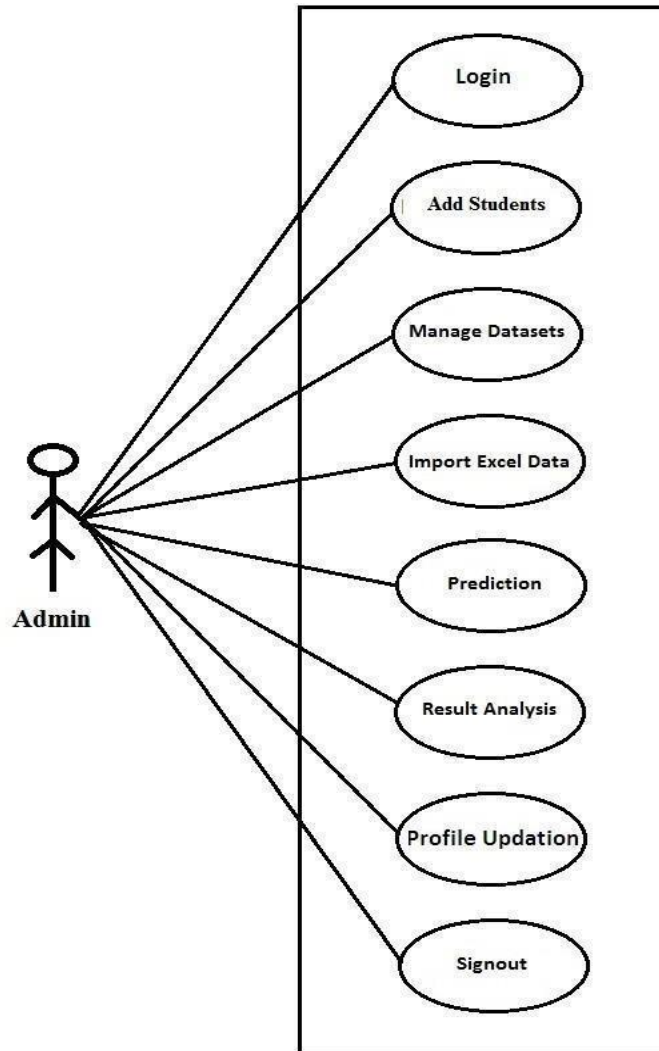 Login
Add Students
Manage Datasets
Import Excel Data
Prediction
Admin
Result Analysis
Profile Updation
Signout